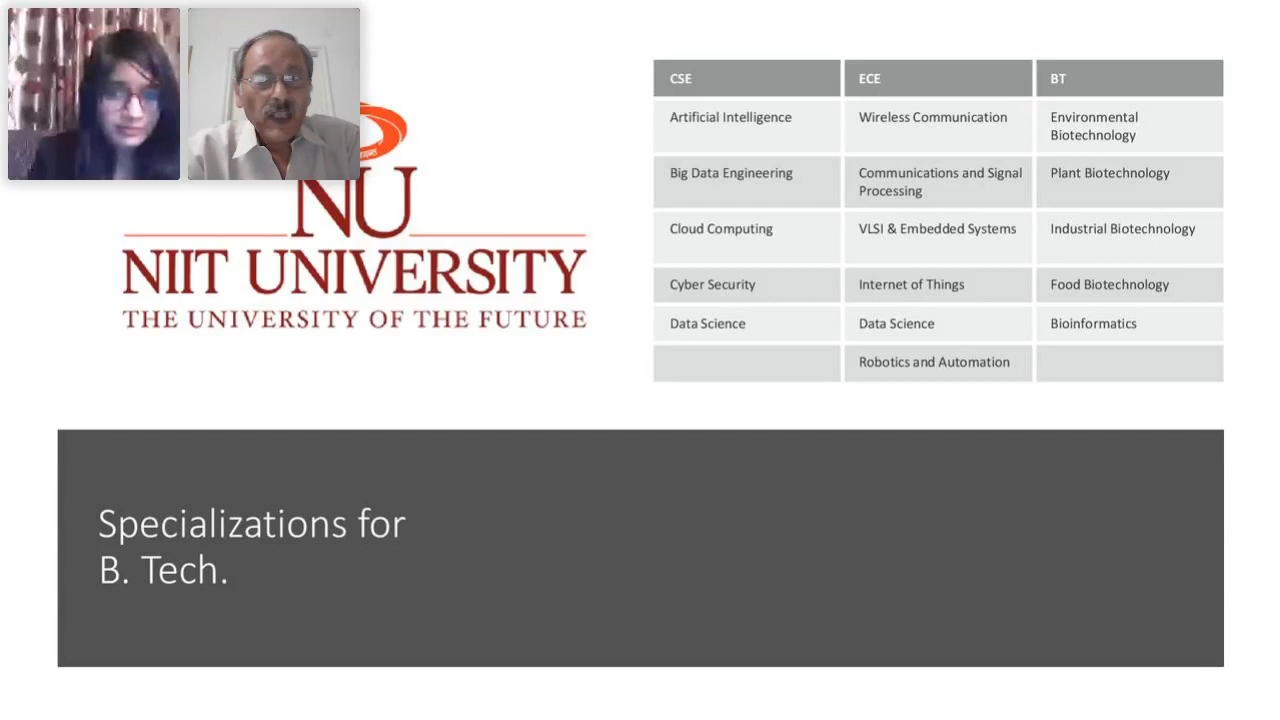 NU
NIIT UNIVERSITY
THE UNIVERSITY OF THE FUTURE
CSE ECE BT
Artificial Intelligence Wireless Communication Environmental
Biotechnology
Big Data Engineering Communications and Signal Plant Biotechnology
Processing
Cloud Computing VLSI & Embedded Systems Industrial Biotechnology
Cyber Security Internet of Things Food Biotechnology
Data Science Data Science Bioinformatics
Robotics and Automation
Specializations for
B. Tech.